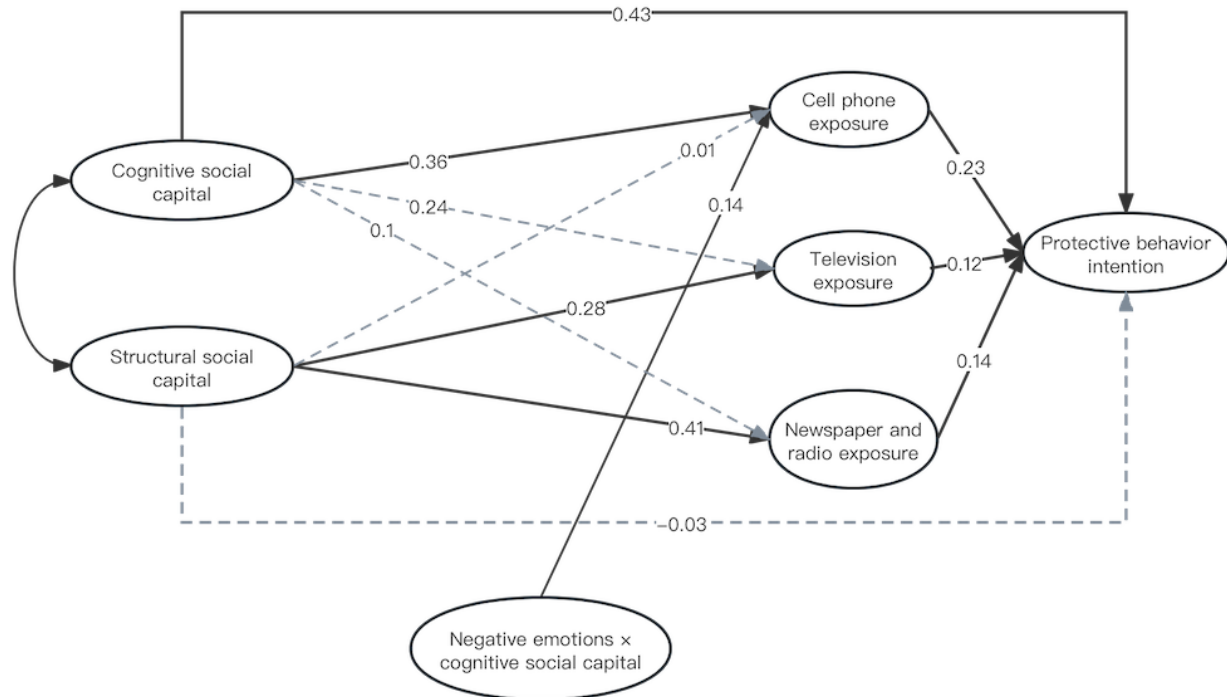 0.43
Cell phone
exposure
Cognitive social
capital
0.36
0.01
0.23
0.24
0.14
0.1
Television
exposure
0.12
Protective behavior
intention
0.28
Structural social
capital
0.14
0.41
Newspaper and
radio exposure
-0.03
Negative emotions ×
cognitive social capital